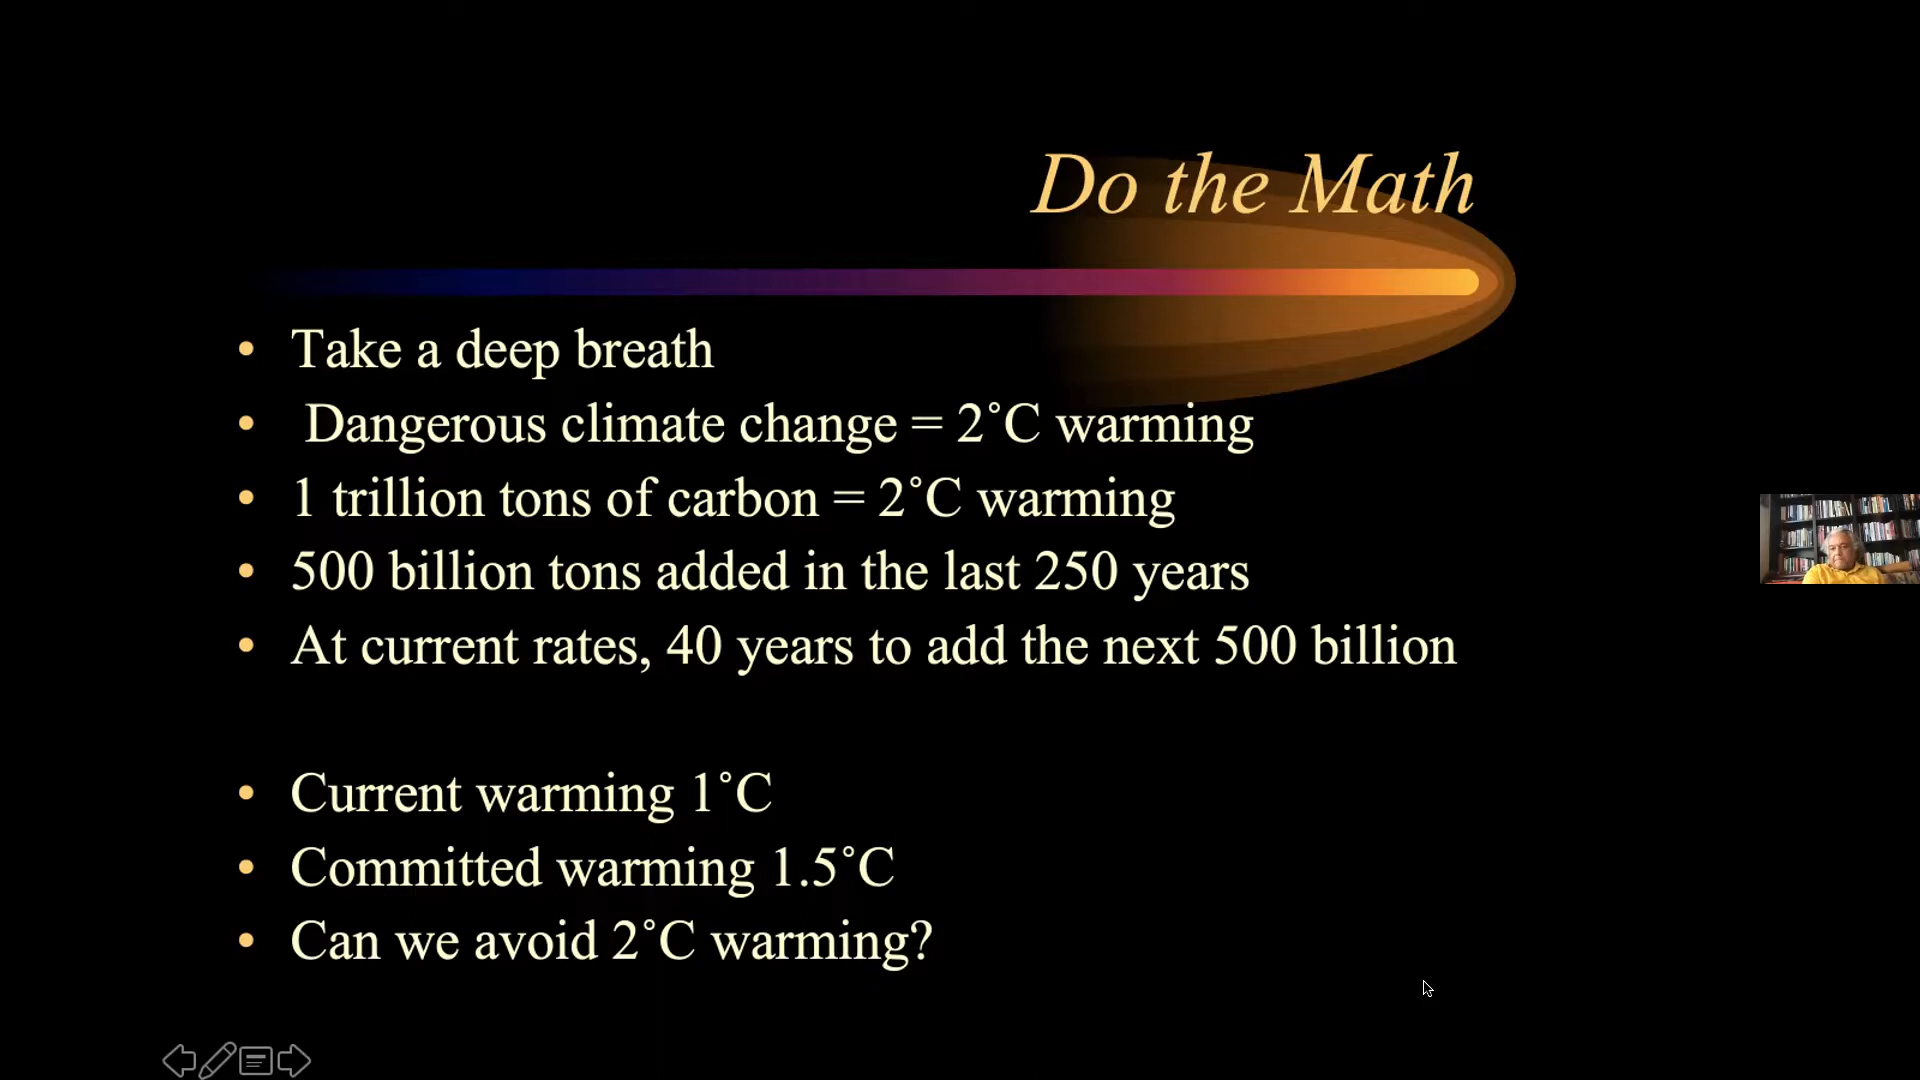 Do the Math
• Take a deep breath
• Dangerous climate change = 2˚C warming
• 1 trillion tons of carbon = 2˚C warming
• 500 billion tons added in the last 250 years
• At current rates, 40 years to add the next 500 billion
• Current warming 1˚C
• Committed warming 1.5˚C
• Can we avoid 2˚C warming?